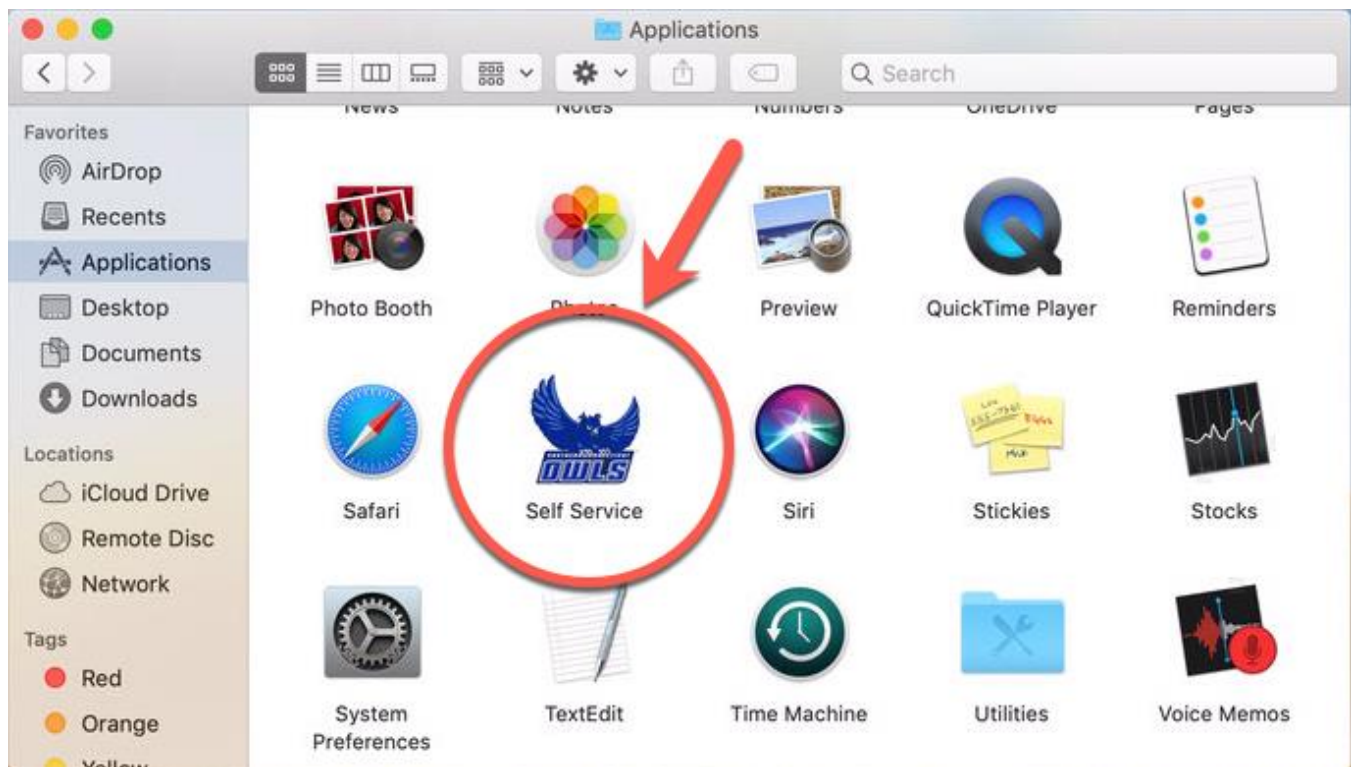 Applications
Search
Favorites
AirDrop
Recents
Applications
Desktop
Documents
Downloads
Locations
iCloud Drive
Remote Disc
Network
Tags
Red
Orange
Yellow
News Notes Numbers OneDrive Pages
Photo Booth Photos Preview QuickTime Player Reminders
OWLS
Safari Self Service Siri Stickies Stocks
System TextEdit Time Machine Utilities Voice Memos
Preferences